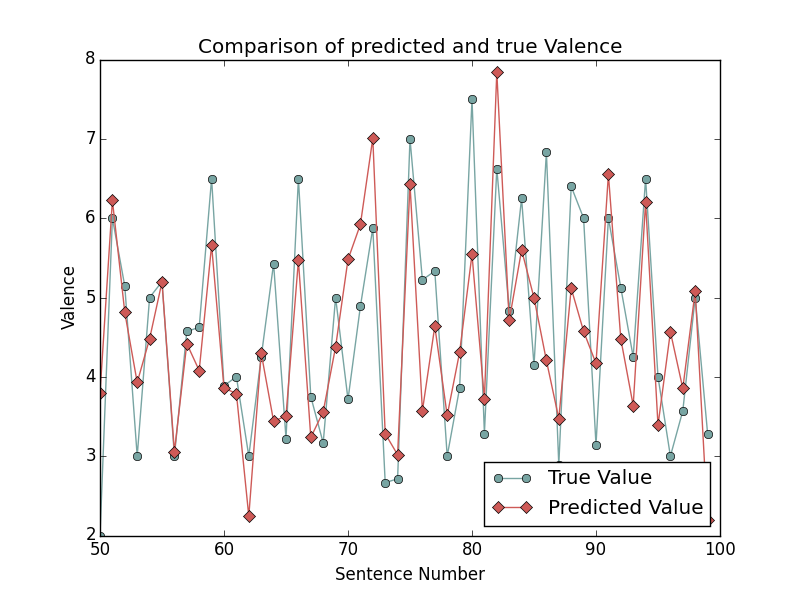 Comparison of predicted and true Valence
8
7
6
5
4
3
2
Valence
50
60
70
80
90
100
Sentence Number
True Value
Predicted Value